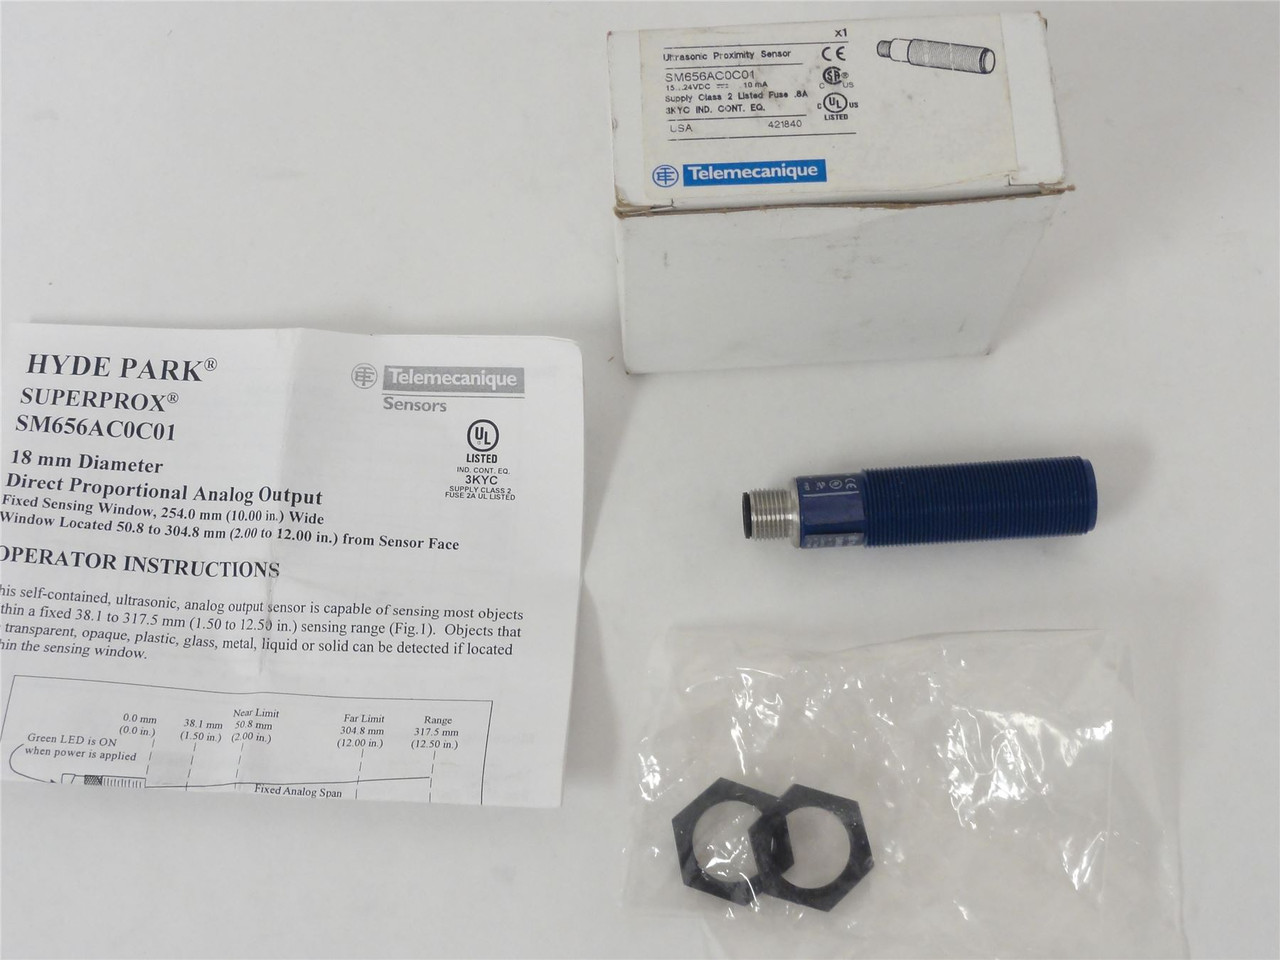 x1
Ultrasonic Proximity Sensor
CE
SM656AC0C01
15...24VDC 10 mA
Supply Class 2 Listed Fuse .8A
3KYC IND. CONT. EQ.
USA 421840
C US
C UL US
LISTED
Telemecanique
HYDE PARK®
SUPERPROX®
SM656AC0C01
Telemecanique
Sensors
UL
LISTED
IND. CONT. EQ.
3KYC
SUPPLY CLASS 2
FUSE 2A UL LISTED
18 mm Diameter
Direct Proportional Analog Output
Fixed Sensing Window, 254.0 mm (10.00 in.) Wide
Window Located 50.8 to 304.8 mm (2.00 to 12.00 in.) from Sensor Face
OPERATOR INSTRUCTIONS
his self-contained, ultrasonic, analog output sensor is capable of sensing most objects
thin a fixed 38.1 to 317.5 mm (1.50 to 12.50 in.) sensing range (Fig.1). Objects that
transparent, opaque, plastic, glass, metal, liquid or solid can be detected if located
hin the sensing window.
0.0 mm
(0.0 in.)
38.1 mm
(1.50 in.)
Near Limit
50.8 mm
(2.00 in.)
Far Limit
304.8 mm
(12.00 in.)
Range
317.5 mm
(12.50 in.)
Green LED is ON
when power is applied
Fixed Analog Span
CE